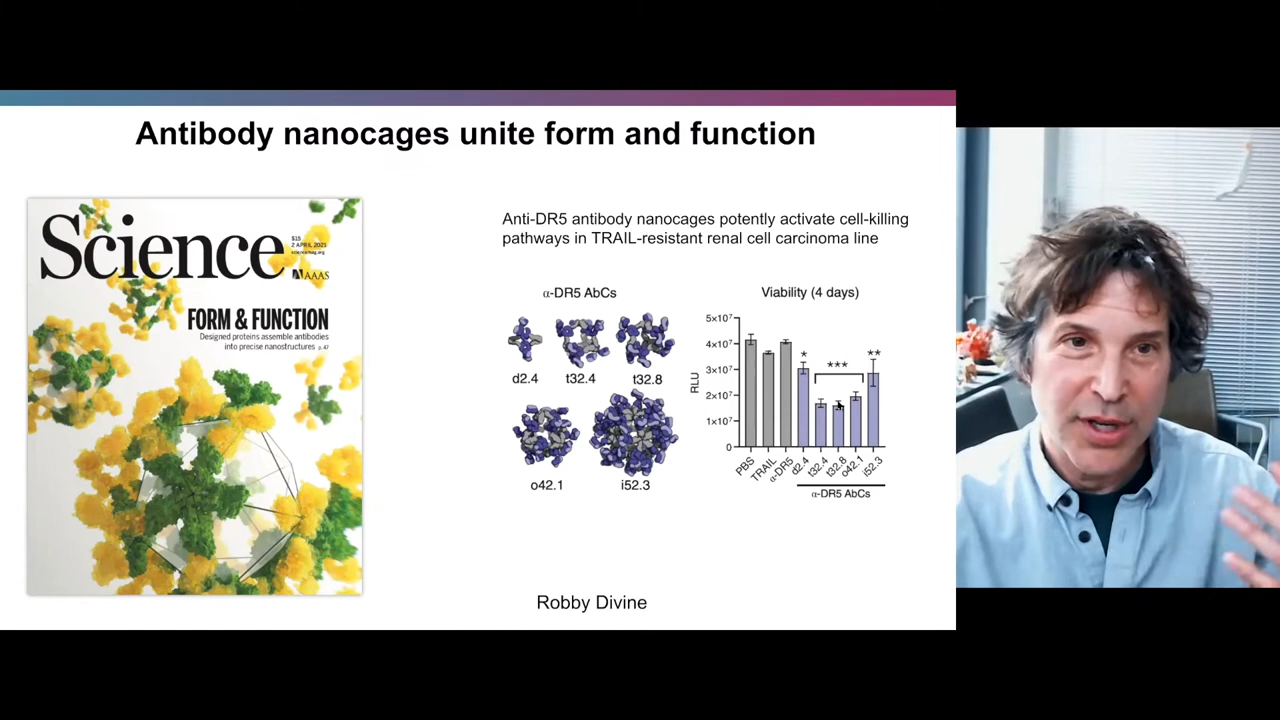 Antibody nanocages unite form and function
Science
$15
2 APRIL 2021
sciencemag.org
AAAS
FORM & FUNCTION
Designed proteins assemble antibodies
into precise nanostructures p. 47
Anti-DR5 antibody nanocages potently activate cell-killing
pathways in TRAIL-resistant renal cell carcinoma line
α-DR5 AbCs
d2.4
t32.4
t32.8
o42.1
i52.3
Viability (4 days)
RLU
5×10⁷
4×10⁷
3×10⁷
2×10⁷
1×10⁷
0
*
***
**
PBS
TRAIL
α-DR5
d2.4
t32.4
t32.8
o42.1
i52.3
α-DR5 AbCs
Robby Divine